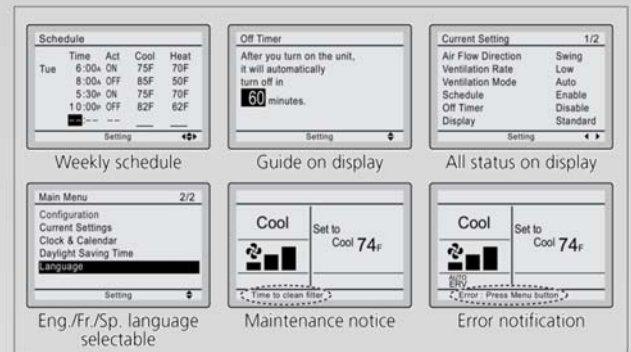 Schedule
Time Act Cool Heat
Tue 6:00A ON 75F 70F
8:00A OFF 85F 50F
5:30P ON 75F 70F
10:00P OFF 82F 62F
--:-- -- __ __
Setting
Weekly schedule
Off Timer
After you turn on the unit,
it will automatically
turn off in
60 minutes.
Setting
Guide on display
Current Setting 1/2
Air Flow Direction Swing
Ventilation Rate Low
Ventilation Mode Auto
Schedule Enable
Off Timer Disable
Display Standard
Setting
All status on display
Main Menu 2/2
Configuration
Current Settings
Clock & Calendar
Daylight Saving Time
Language
Setting
Eng./Fr./Sp. language
selectable
Cool
Set to
Cool 74F
Time to clean filter
Maintenance notice
Cool
Set to
Cool 74F
AUTO
ERV
Error : Press Menu button
Error notification